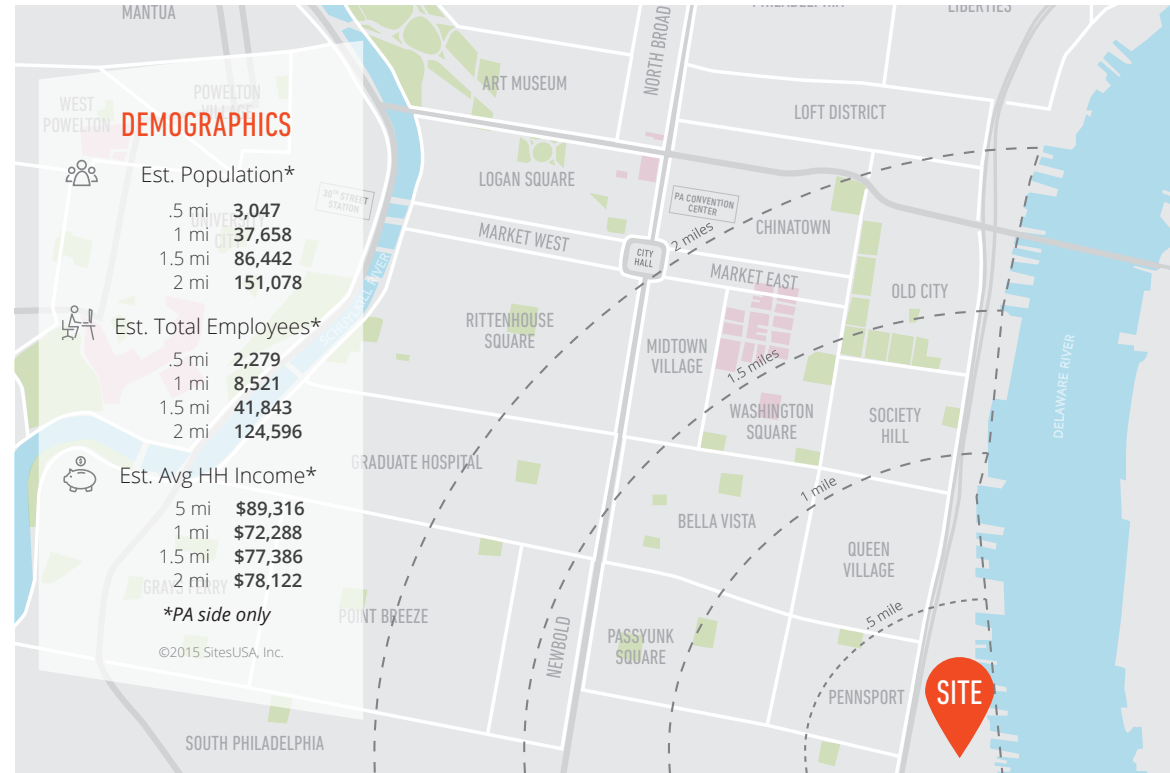 MANTUA
PHILADELPHIA
LIBERTIES
NORTH BROAD
ART MUSEUM
LOFT DISTRICT
WEST
POWELTON
POWELTON
VILLAGE
DEMOGRAPHICS
Est. Population*
.5 mi 3,047
1 mi 37,658
1.5 mi 86,442
2 mi 151,078
Est. Total Employees*
.5 mi 2,279
1 mi 8,521
1.5 mi 41,843
2 mi 124,596
Est. Avg HH Income*
5 mi $89,316
1 mi $72,288
1.5 mi $77,386
2 mi $78,122
*PA side only
©2015 SitesUSA, Inc.
30TH STREET
STATION
UNIVERSITY
CITY
SCHUYLKILL RIVER
LOGAN SQUARE
PA CONVENTION
CENTER
CHINATOWN
2 miles
MARKET WEST
CITY
HALL
MARKET EAST
OLD CITY
RITTENHOUSE
SQUARE
MIDTOWN
VILLAGE
1.5 miles
WASHINGTON
SQUARE
SOCIETY
HILL
DELAWARE RIVER
GRADUATE HOSPITAL
1 mile
BELLA VISTA
QUEEN
VILLAGE
GRAYS FERRY
POINT BREEZE
NEWBOLD
PASSYUNK
SQUARE
.5 mile
PENNSPORT
SITE
SOUTH PHILADELPHIA